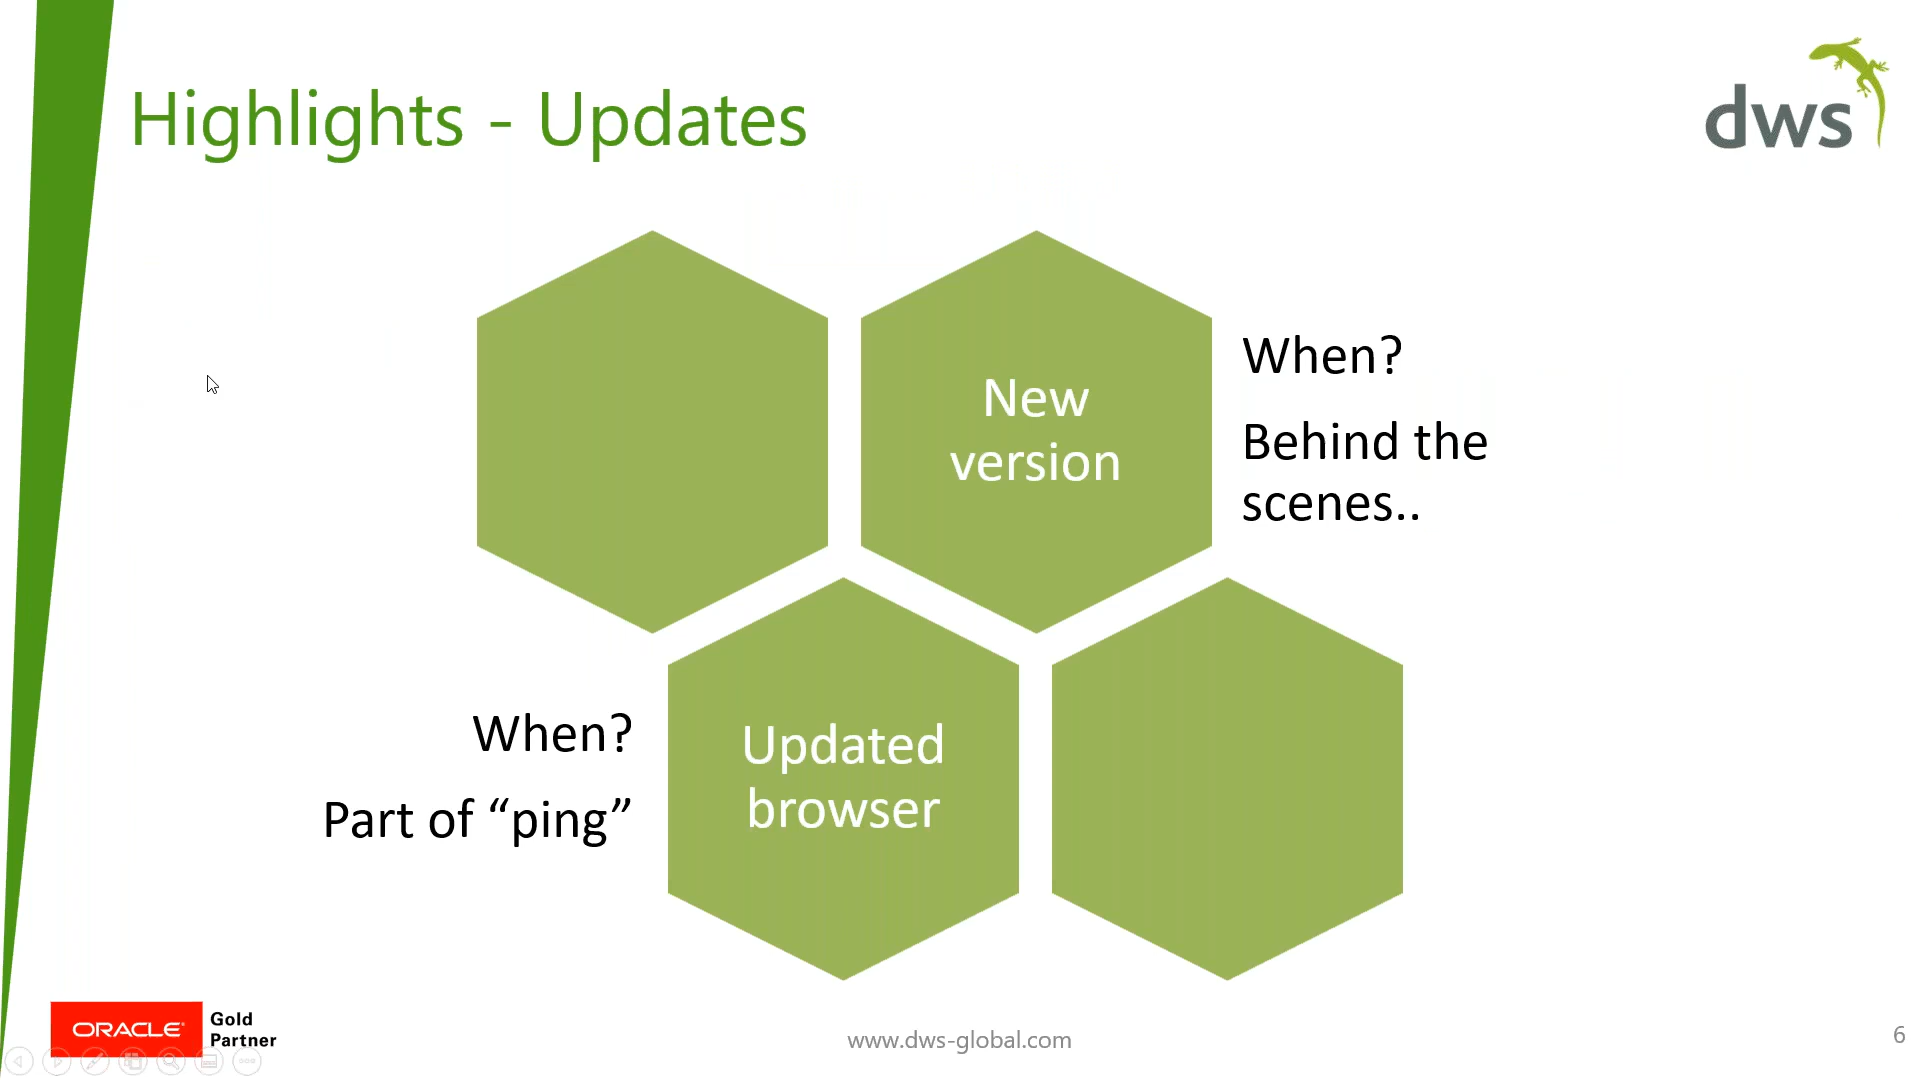 Highlights - Updates
dws
New
version
When?
Behind the
scenes..
When?
Part of “ping”
Updated
browser
ORACLE
Gold
Partner
www.dws-global.com
6